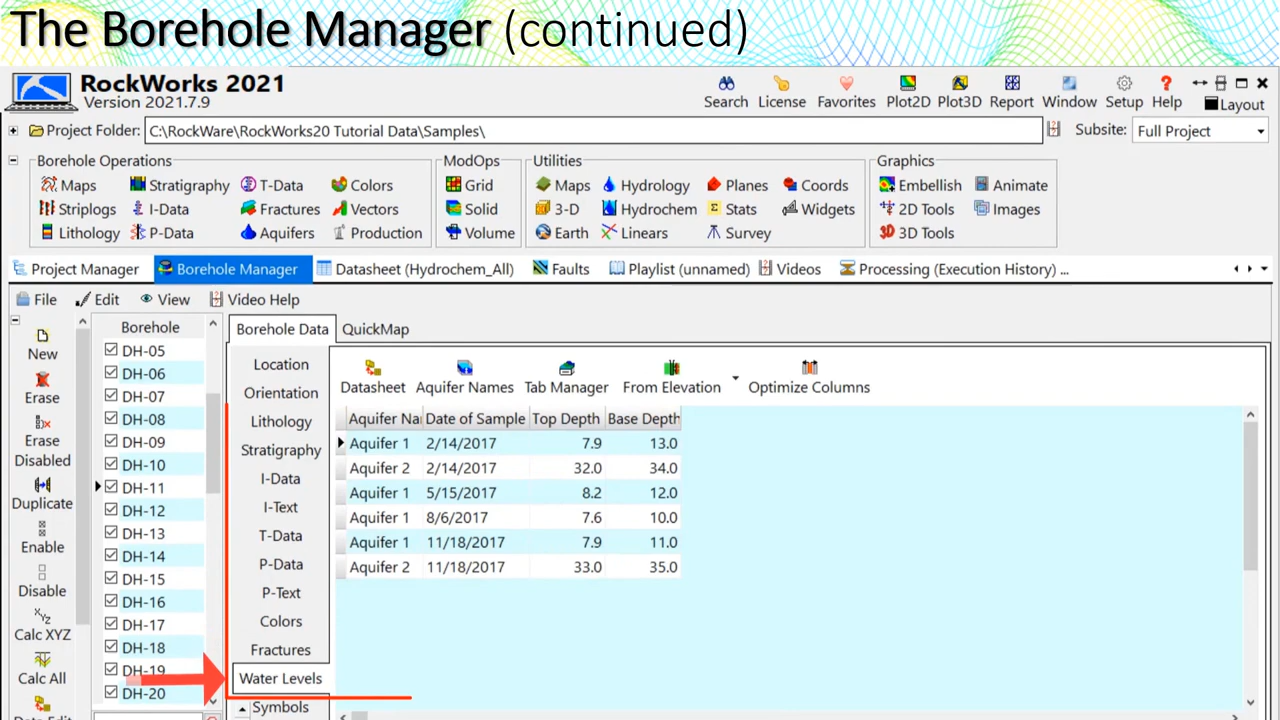 The Borehole Manager (continued)
RockWorks 2021
Version 2021.7.9
Search License Favorites Plot2D Plot3D Report Window Setup Help Layout
Project Folder: C:\RockWare\RockWorks20 Tutorial Data\Samples\ Subsite: Full Project
Borehole Operations ModOps Utilities Graphics
Maps Stratigraphy T-Data Colors Grid Maps Hydrology Planes Coords Embellish Animate
Striplogs I-Data Fractures Vectors Solid 3-D Hydrochem Stats Widgets 2D Tools Images
Lithology P-Data Aquifers Production Volume Earth Linears Survey 3D Tools
Project Manager Borehole Manager Datasheet (Hydrochem_All) Faults Playlist (unnamed) Videos Processing (Execution History) ...
File Edit View Video Help
New
Erase
Erase
Disabled
Duplicate
Enable
Disable
Calc XYZ
Calc All
Data Edit
Borehole
DH-05
DH-06
DH-07
DH-08
DH-09
DH-10
DH-11
DH-12
DH-13
DH-14
DH-15
DH-16
DH-17
DH-18
DH-19
DH-20
Borehole Data QuickMap
Location
Orientation
Lithology
Stratigraphy
I-Data
I-Text
T-Data
P-Data
P-Text
Colors
Fractures
Water Levels
Symbols
Datasheet Aquifer Names Tab Manager From Elevation Optimize Columns
Aquifer Na Date of Sample Top Depth Base Depth
Aquifer 1 2/14/2017 7.9 13.0
Aquifer 2 2/14/2017 32.0 34.0
Aquifer 1 5/15/2017 8.2 12.0
Aquifer 1 8/6/2017 7.6 10.0
Aquifer 1 11/18/2017 7.9 11.0
Aquifer 2 11/18/2017 33.0 35.0